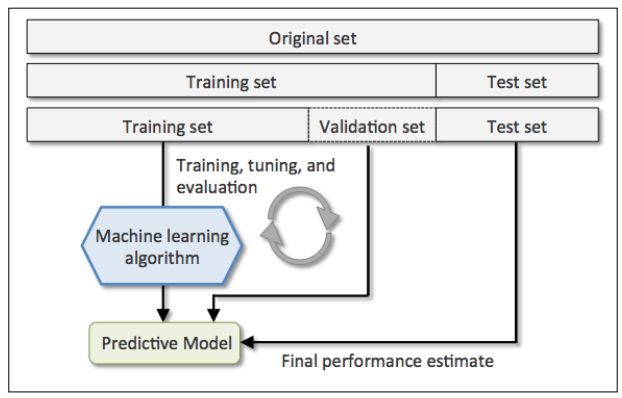 Original set
Training set Test set
Training set Validation set Test set
Training, tuning, and
evaluation
Machine learning
algorithm
Predictive Model
Final performance estimate